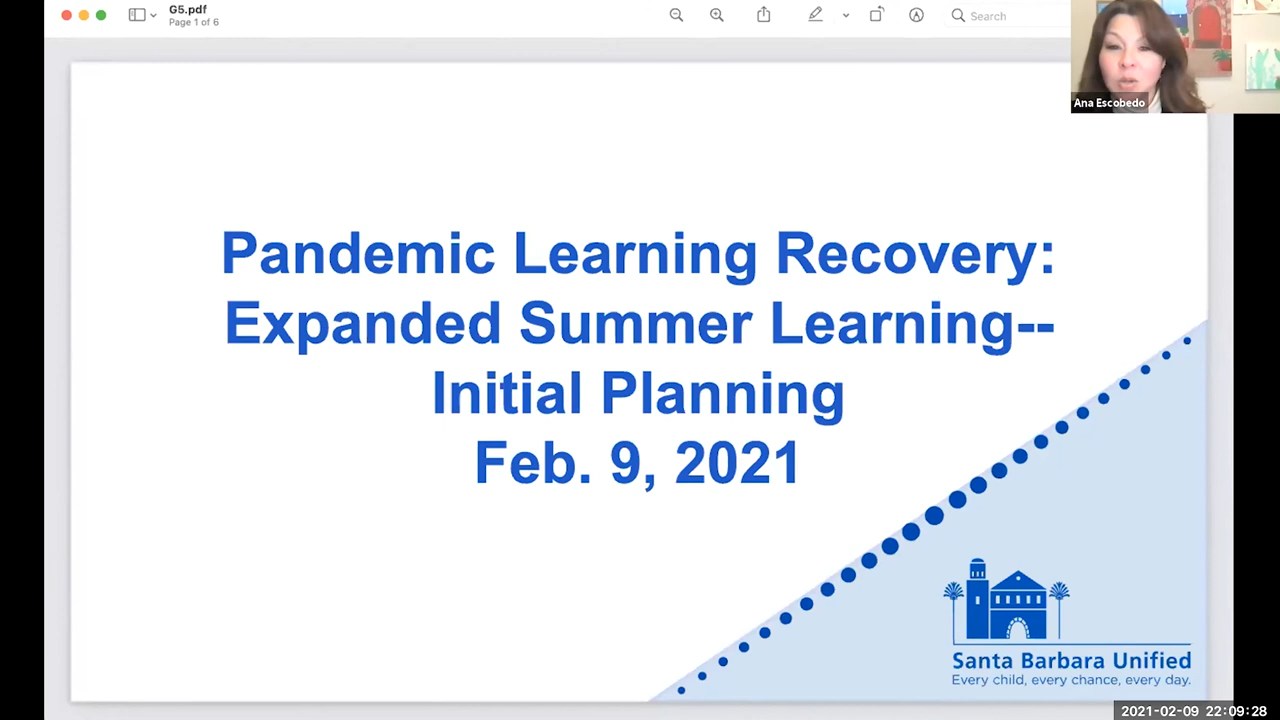 G5.pdf
Page 1 of 6
Search
Ana Escobedo
Pandemic Learning Recovery:
Expanded Summer Learning--
Initial Planning
Feb. 9, 2021
Santa Barbara Unified
Every child, every chance, every day.
2021-02-09 22:09:28